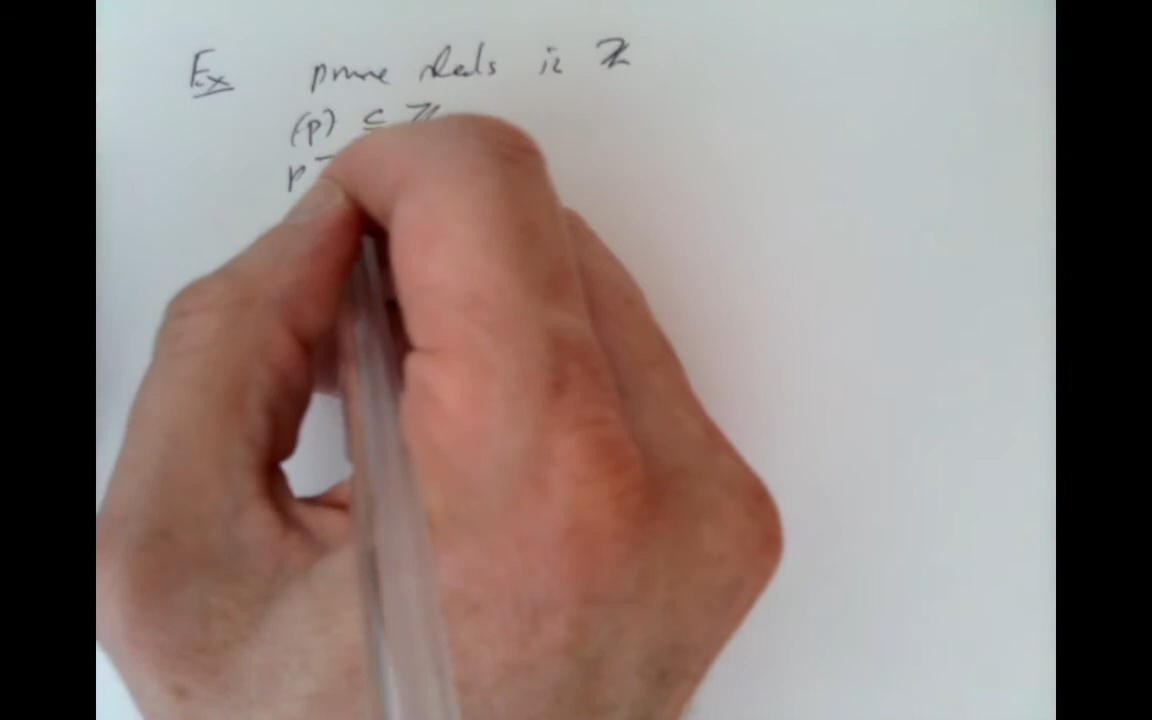 Ex prime ideals in ℤ
(p) ⊆ ℤ
p